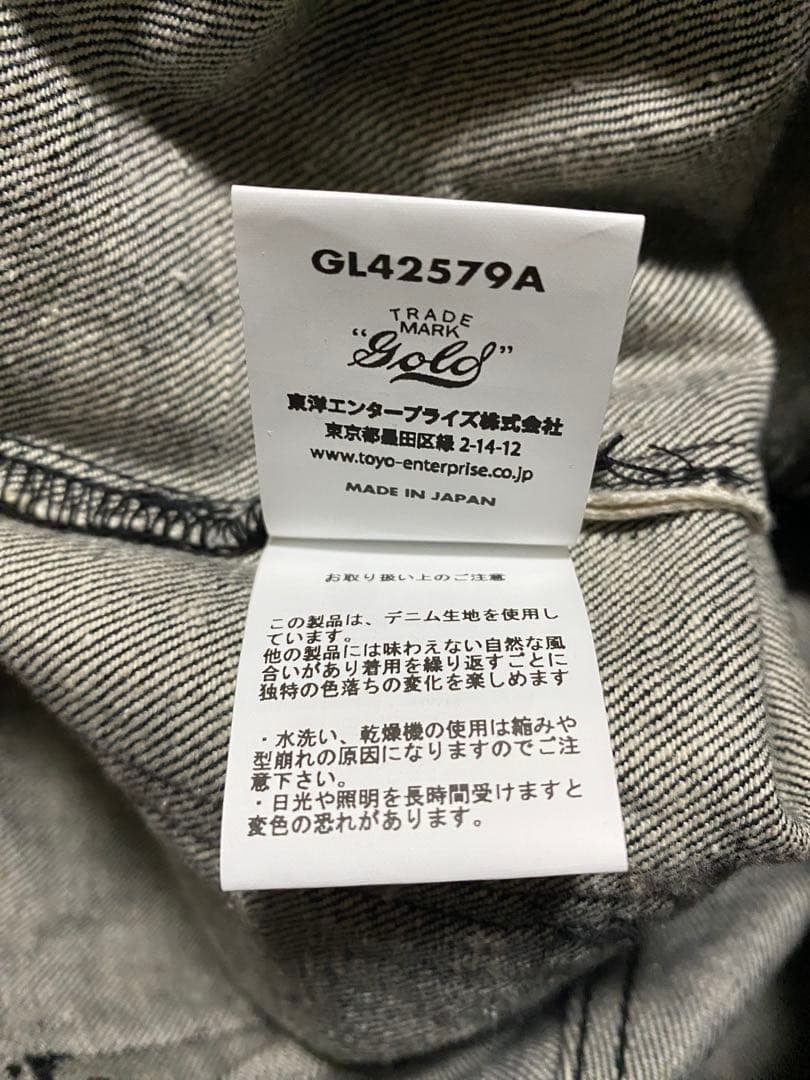 GL42579A
TRADE
MARK
"Gold"
東洋エンタープライズ株式会社
東京都墨田区緑 2-14-12
www.toyo-enterprise.co.jp
MADE IN JAPAN
お取り扱い上のご注意
この製品は、デニム生地を使用し
ています。
他の製品には味わえない自然な風
合いがあり着用を繰り返すごとに
独特の色落ちの変化を楽しめます
・水洗い、乾燥機の使用は縮みや
型崩れの原因になりますのでご注
意下さい。
・日光や照明を長時間受けますと
変色の恐れがあります。